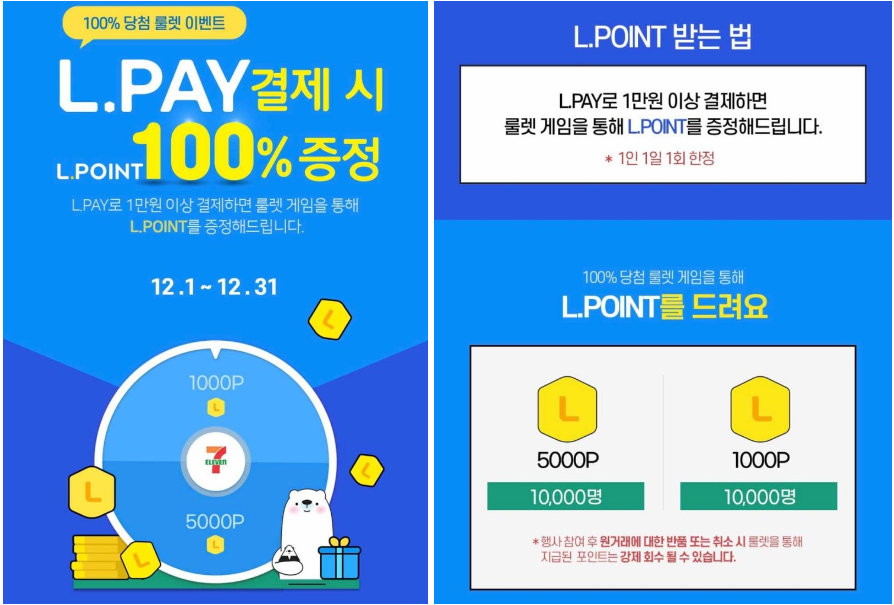 100% 당첨 룰렛 이벤트
L.PAY결제 시
L.POINT100%증정
L.PAY로 1만원 이상 결제하면 룰렛 게임을 통해
L.POINT를 증정해드립니다.
12.1 ~ 12.31
L
1000P
L
7
ELEVEN
L
L
5000P
L
L
L.POINT 받는 법
L.PAY로 1만원 이상 결제하면
룰렛 게임을 통해 L.POINT를 증정해드립니다.
* 1인 1일 1회 한정
100% 당첨 룰렛 게임을 통해
L.POINT를 드려요
L
L
5000P
1000P
10,000명
10,000명
* 행사 참여 후 원거래에 대한 반품 또는 취소 시 룰렛을 통해
지급된 포인트는 강제 회수 될 수 있습니다.